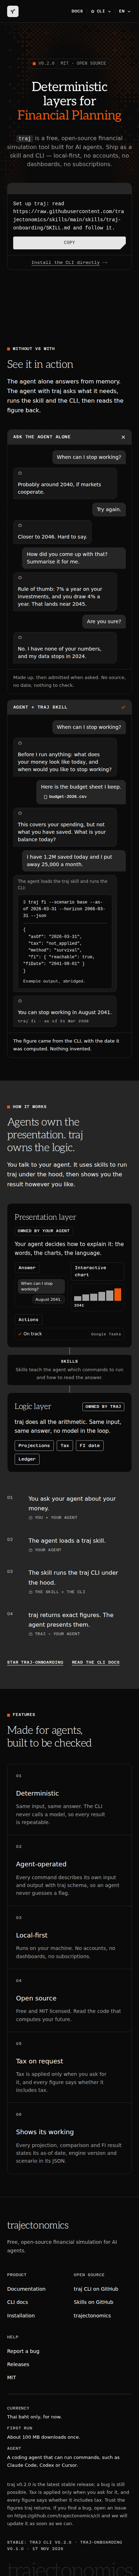 DOCS
CLI
EN
V0.2.0 MIT · OPEN SOURCE
Deterministic
layers for
Financial Planning
traj is a free, open-source financial
simulation tool built for AI agents. Ship as a
skill and CLI — local-first, no accounts, no
databases, no subscriptions.
Set up traj: read
https://raw.githubusercontent.com/tra
jectonomics/skills/main/skills/traj-
onboarding/SKILL.md and follow it.
COPY
Install the CLI directly →
WITHOUT VS WITH
See it in action
The agent alone answers from memory.
The agent with traj asks what it needs,
runs the skill and the CLI, then reads the
figure back.
ASK THE AGENT ALONE ✕
When can I stop working?
Probably around 2040, if markets
cooperate.
Try again.
Closer to 2046. Hard to say.
How did you come up with that?
Summarise it for me.
Rule of thumb: 7% a year on your
investments, and you draw 4% a
year. That lands near 2045.
Are you sure?
No. I have none of your numbers,
and my data stops in 2024.
Made up, then admitted when asked. No source,
no date, nothing to check.
AGENT + TRAJ SKILL ✓
When can I stop working?
Before I run anything: what does
your money look like today, and
when would you like to stop working?
Here is the budget sheet I keep.
budget-2026.csv
This covers your spending, but not
what you have saved. What is your
balance today?
I have 1.2M saved today and I put
away 25,000 a month.
The agent loads the traj skill and runs the
CLI:
$ traj fi --scenario base --as-
of 2026-03-31 --horizon 2066-03-
31 --json
{
"asOf": "2026-03-31",
"tax": "not_applied",
"method": "survival",
"fi": { "reachable": true,
"fiDate": "2041-08-01" }
}
Example output, abridged.
You can stop working in August 2041.
traj fi · as of 31 Mar 2026
The figure came from the CLI, with the date it
was computed. Nothing invented.
HOW IT WORKS
Agents own the
presentation. traj
owns the logic.
You talk to your agent. It uses skills to run
traj under the hood, then shows you the
result however you like.
Presentation layer
OWNED BY YOUR AGENT
Your agent decides how to explain it: the
words, the charts, the language.
Answer
When can I stop
working?
August 2041.
Interactive
chart
2041
Actions
✓ On track
Google Tasks
SKILLS
Skills teach the agent which commands to run
and how to read the answer.
Logic layer
OWNED BY TRAJ
traj does all the arithmetic. Same input,
same answer, no model in the loop.
Projections
Tax
FI date
Ledger
01
You ask your agent about your
money.
YOU → YOUR AGENT
02
The agent loads a traj skill.
YOUR AGENT
03
The skill runs the traj CLI under
the hood.
THE SKILL → THE CLI
04
traj returns exact figures. The
agent presents them.
TRAJ → YOUR AGENT
STAR TRAJ-ONBOARDING
READ THE CLI DOCS
FEATURES
Made for agents,
built to be checked
01
Deterministic
Same input, same answer. The CLI
never calls a model, so every result
is repeatable.
02
Agent-operated
Every command describes its own input
and output with traj schema, so an agent
never guesses a flag.
03
Local-first
Runs on your machine. No accounts, no
dashboards, no subscriptions.
04
Open source
Free and MIT licensed. Read the code that
computes your future.
05
Tax on request
Tax is applied only when you ask for
it, and every figure says whether it
includes tax.
06
Shows its working
Every projection, comparison and FI result
states its as-of date, engine version and
scenario in its JSON.
trajectonomics
Free, open-source financial simulation for AI
agents.
PRODUCT
Documentation
CLI docs
Installation
OPEN SOURCE
traj CLI on GitHub
Skills on GitHub
trajectonomics
HELP
Report a bug
Releases
MIT
CURRENCY
Thai baht only, for now.
FIRST RUN
About 100 MB downloads once.
AGENT
A coding agent that can run commands, such as
Claude Code, Codex or Cursor.
traj v0.2.0 is the latest stable release; a bug is still
possible. Tax is applied only when you ask for it, and
every figure says whether it includes tax. Trust the
figures traj returns. If you find a bug, open an issue
on https://github.com/trajectonomics/cli and we will
update it as soon as we can.
STABLE: TRAJ CLI V0.2.0 · TRAJ-ONBOARDING
trajectonomics